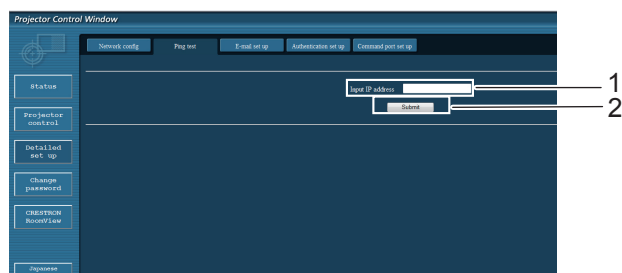 Projector Control Window
Network config Ping test E-mail set up Authentication set up Command port set up
Input IP address
1
Submit
2
Status
Projector
control
Detailed
set up
Change
password
CRESTRON
RoomView
Japanese